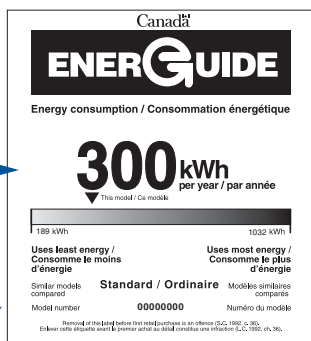 Canada
ENERGUIDE
Energy consumption / Consommation énergétique
300 kWh
per year / par année
This model / Ce modèle
189 kWh 1032 kWh
Uses least energy / Uses most energy /
Consomme le moins Consomme le plus
d'énergie d'énergie
Similar models Standard / Ordinaire Modèles similaires
compared comparés
Model number 00000000 Numéro du modèle
Removal of this label before first retail purchase is an offence (S.C. 1992, c. 36).
Enlever cette étiquette avant le premier achat au détail constitue une infraction (L.C. 1992, ch. 36).